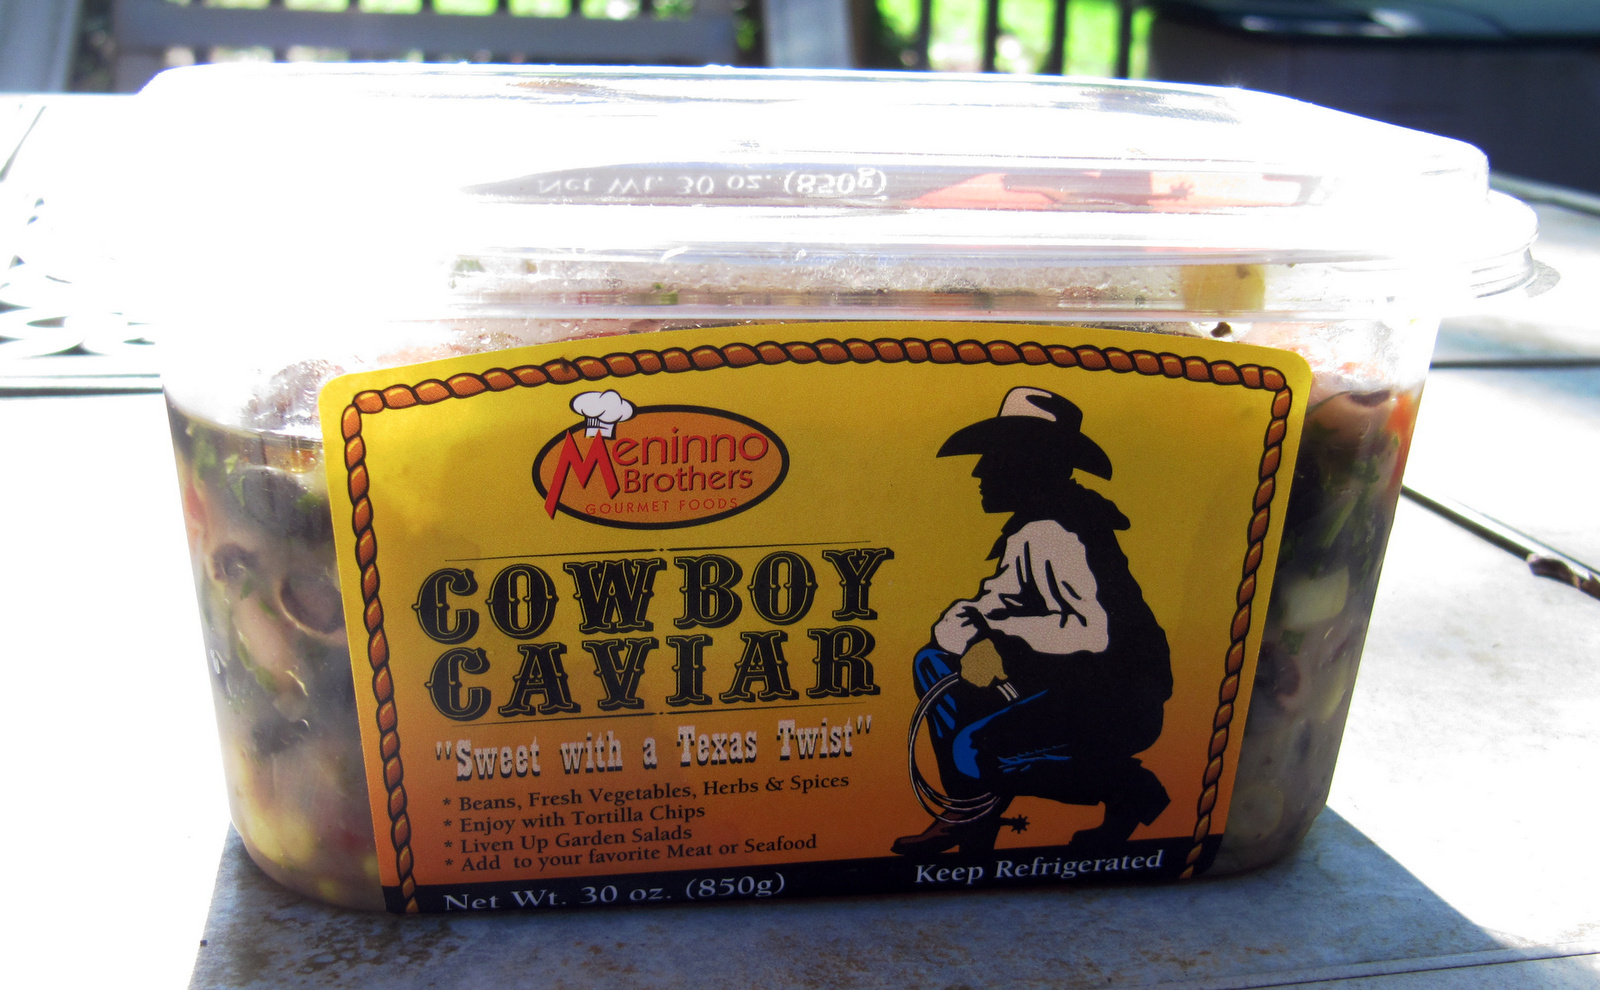 Net Wt. 30 oz. (850g)
Meninno
Brothers
GOURMET FOODS
COWBOY
CAVIAR
"Sweet with a Texas Twist"
* Beans, Fresh Vegetables, Herbs & Spices
* Enjoy with Tortilla Chips
* Liven Up Garden Salads
* Add to your favorite Meat or Seafood
Net Wt. 30 oz. (850g)
Keep Refrigerated